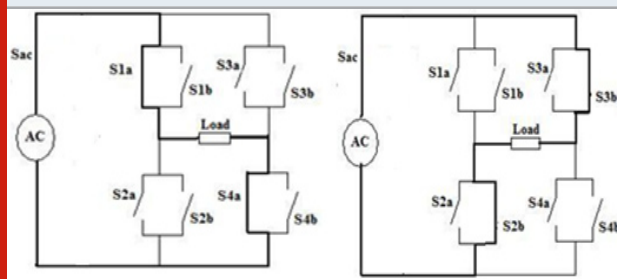 Sac
S1a
S1b
S3a
S3b
Load
AC
S2a
S2b
S4a
S4b
Sac
S1a
S1b
S3a
S3b
Load
AC
S2a
S2b
S4a
S4b